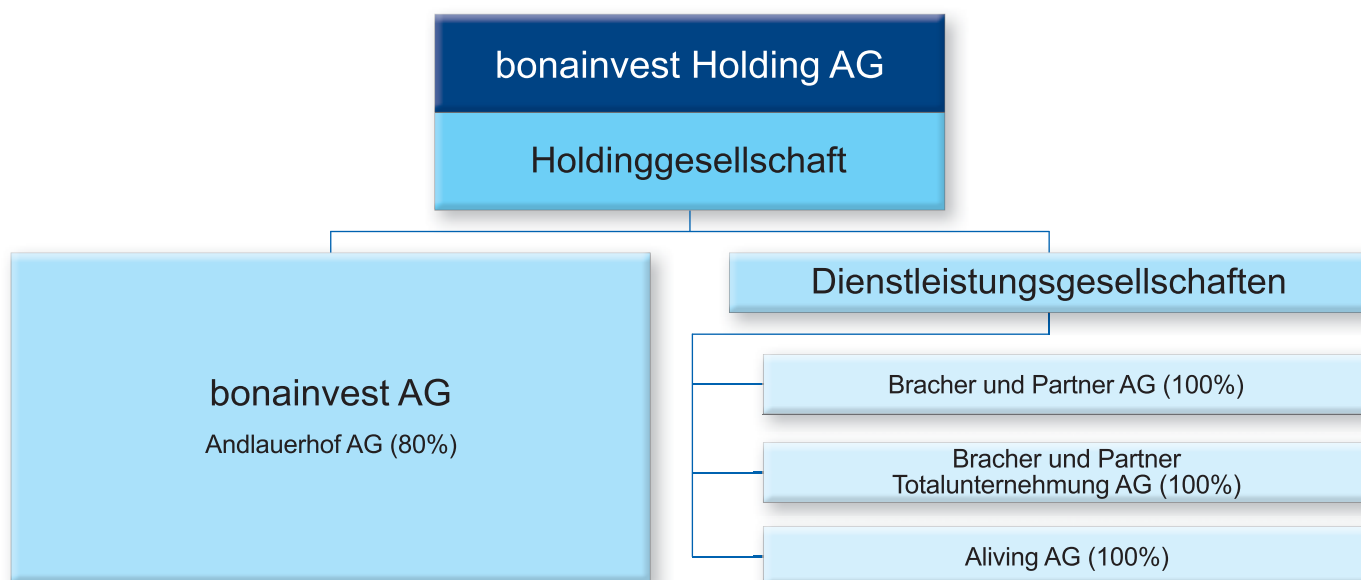 bonainvest Holding AG
Holdinggesellschaft
bonainvest AG
Andlauerhof AG (80%)
Dienstleistungsgesellschaften
Bracher und Partner AG (100%)
Bracher und Partner
Totalunternehmung AG (100%)
Aliving AG (100%)